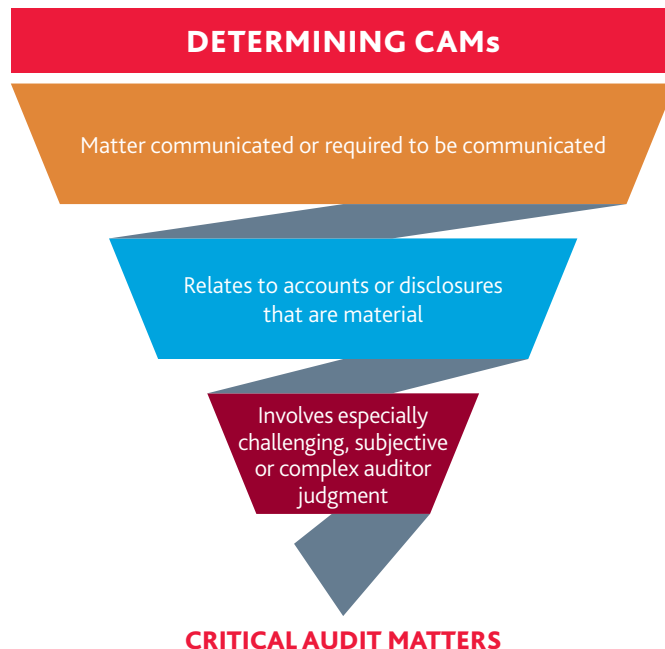 DETERMINING CAMs
Matter communicated or required to be communicated
Relates to accounts or disclosures
that are material
Involves especially
challenging, subjective
or complex auditor
judgment
CRITICAL AUDIT MATTERS